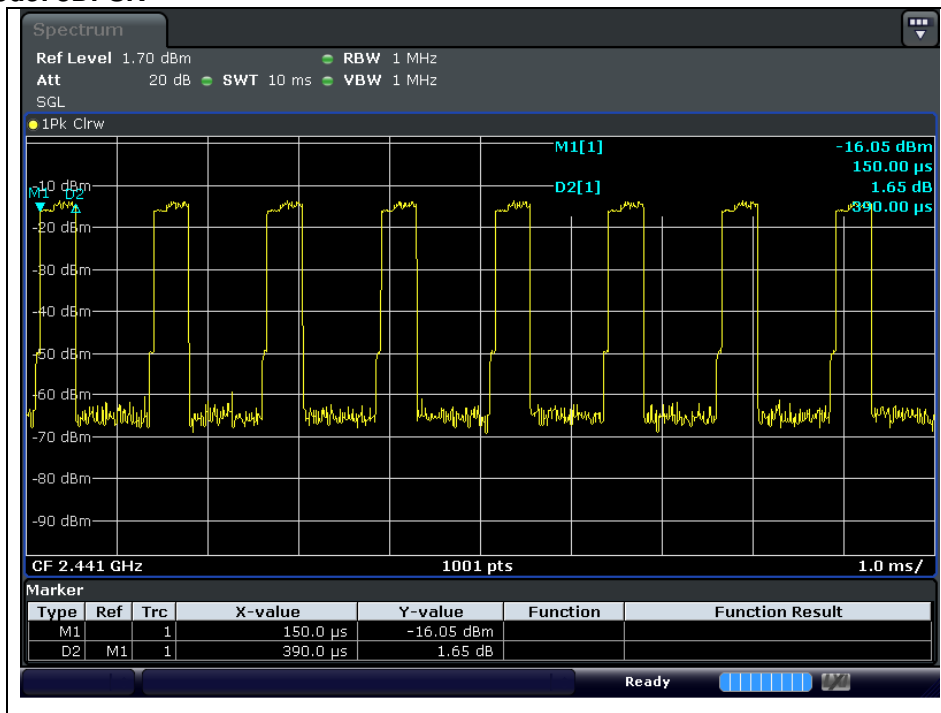 Spectrum
Ref Level 1.70 dBm RBW 1 MHz
Att 20 dB SWT 10 ms VBW 1 MHz
SGL
1Pk Clrw
M1[1] -16.05 dBm
150.00 µs
-10 dBm D2[1] 1.65 dB
M1 D2
390.00 µs
-20 dBm
-30 dBm
-40 dBm
-50 dBm
-60 dBm
-70 dBm
-80 dBm
-90 dBm
CF 2.441 GHz 1001 pts 1.0 ms/
Marker
Type Ref Trc X-value Y-value Function Function Result
M1 1 150.0 µs -16.05 dBm
D2 M1 1 390.0 µs 1.65 dB
Ready